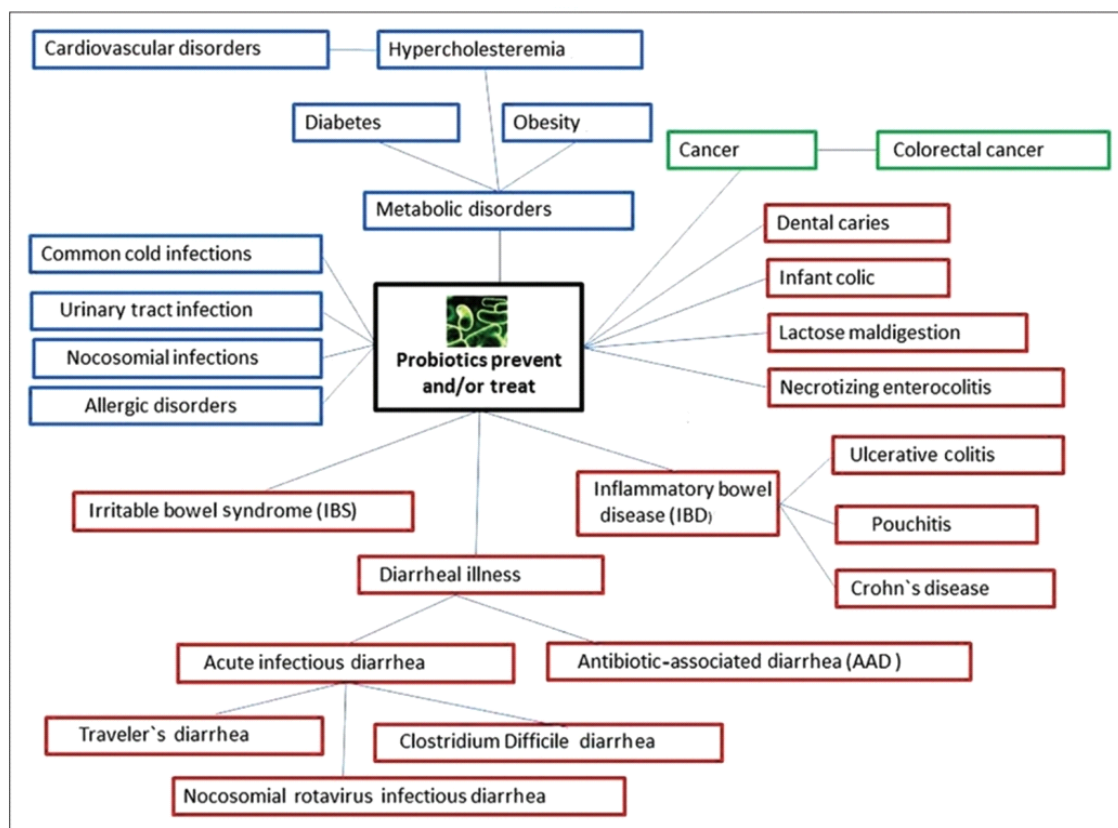 Cardiovascular disorders
Hypercholesteremia
Diabetes
Obesity
Cancer
Colorectal cancer
Metabolic disorders
Dental caries
Common cold infections
Infant colic
Urinary tract infection
Lactose maldigestion
Nocosomial infections
Probiotics prevent
and/or treat
Necrotizing enterocolitis
Allergic disorders
Ulcerative colitis
Irritable bowel syndrome (IBS)
Inflammatory bowel
disease (IBD)
Pouchitis
Diarrheal illness
Crohn`s disease
Acute infectious diarrhea
Antibiotic-associated diarrhea (AAD )
Traveler`s diarrhea
Clostridium Difficile diarrhea
Nocosomial rotavirus infectious diarrhea